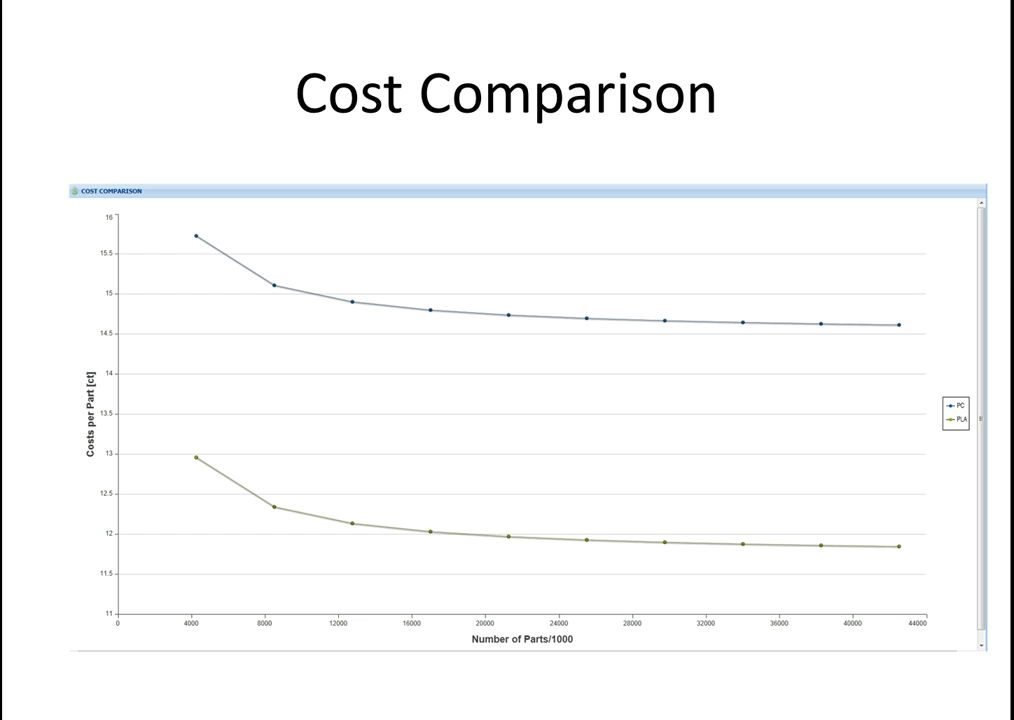 Cost Comparison
COST COMPARISON
16
15.5
15
14.5
14
13.5
13
12.5
12
11.5
11
Costs per Part [ct]
0 4000 8000 12000 16000 20000 24000 28000 32000 36000 40000 44000
Number of Parts/1000
PC
PLA